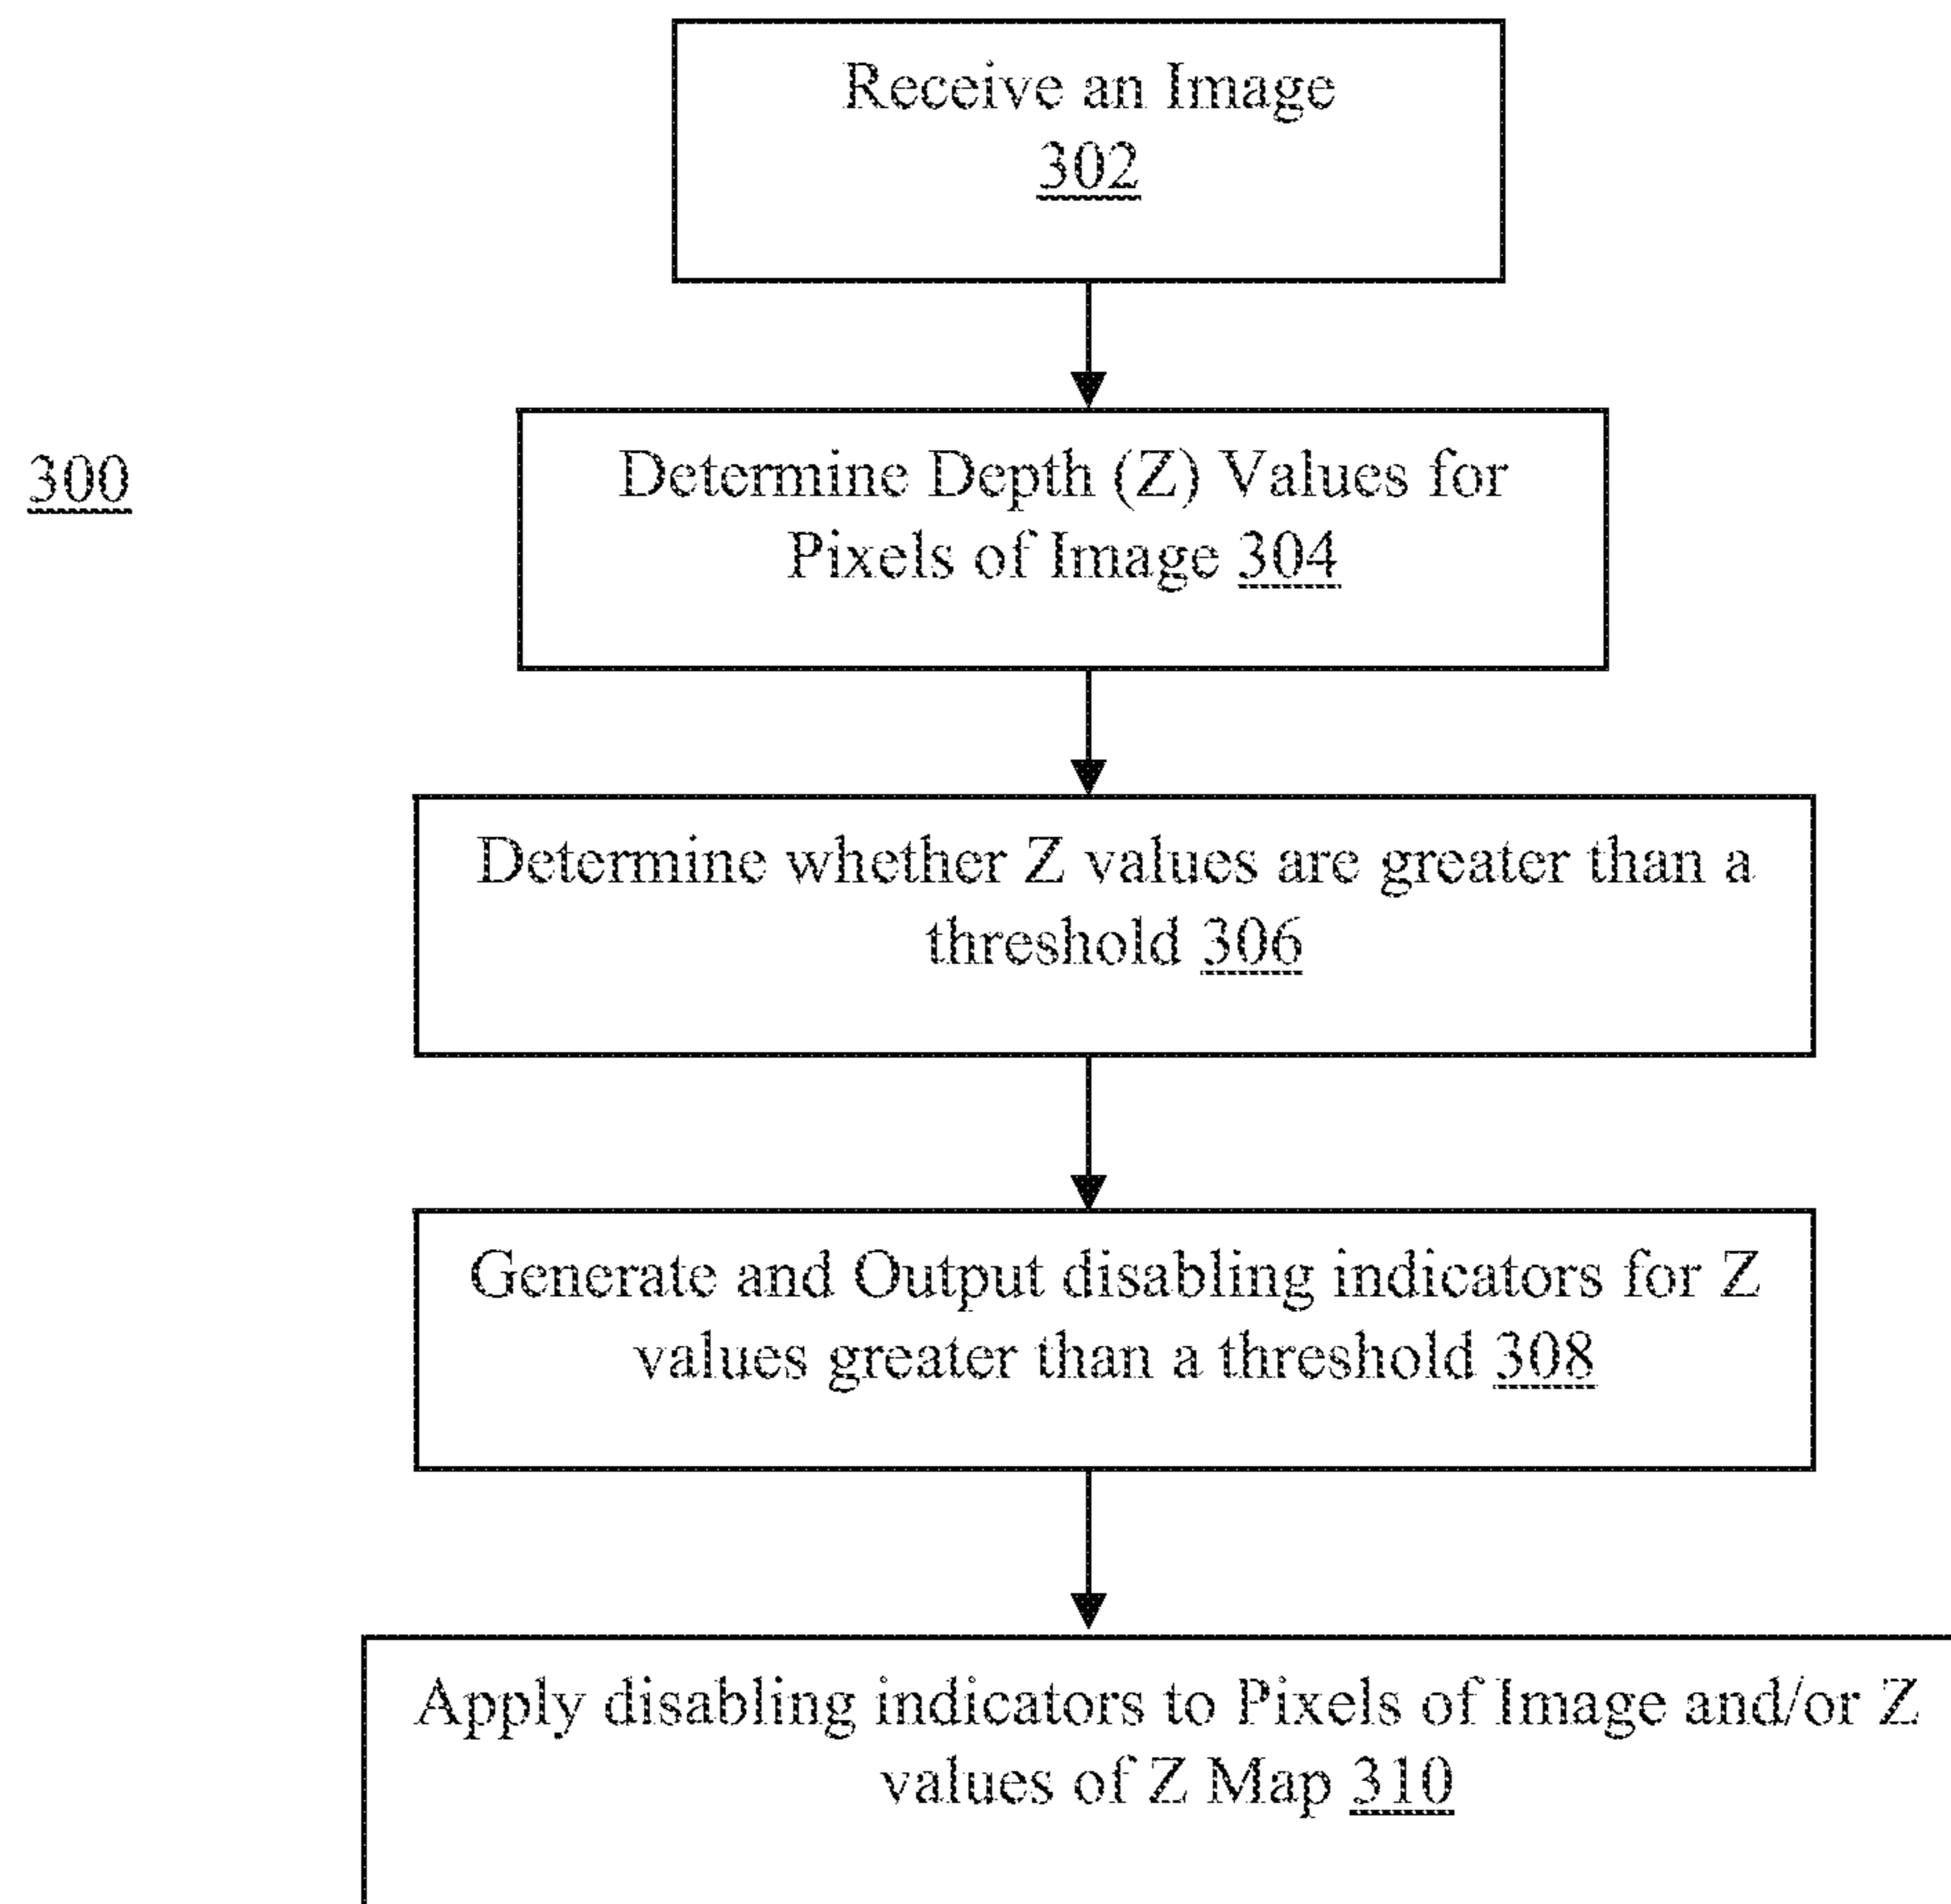 Receive an Image
302
300
Determine Depth (Z) Values for
Pixels of Image 304
Determine whether Z values are greater than a
threshold 306
Generate and Output disabling indicators for Z
values greater than a threshold 308
Apply disabling indicators to Pixels of Image and/or Z
values of Z Map 310